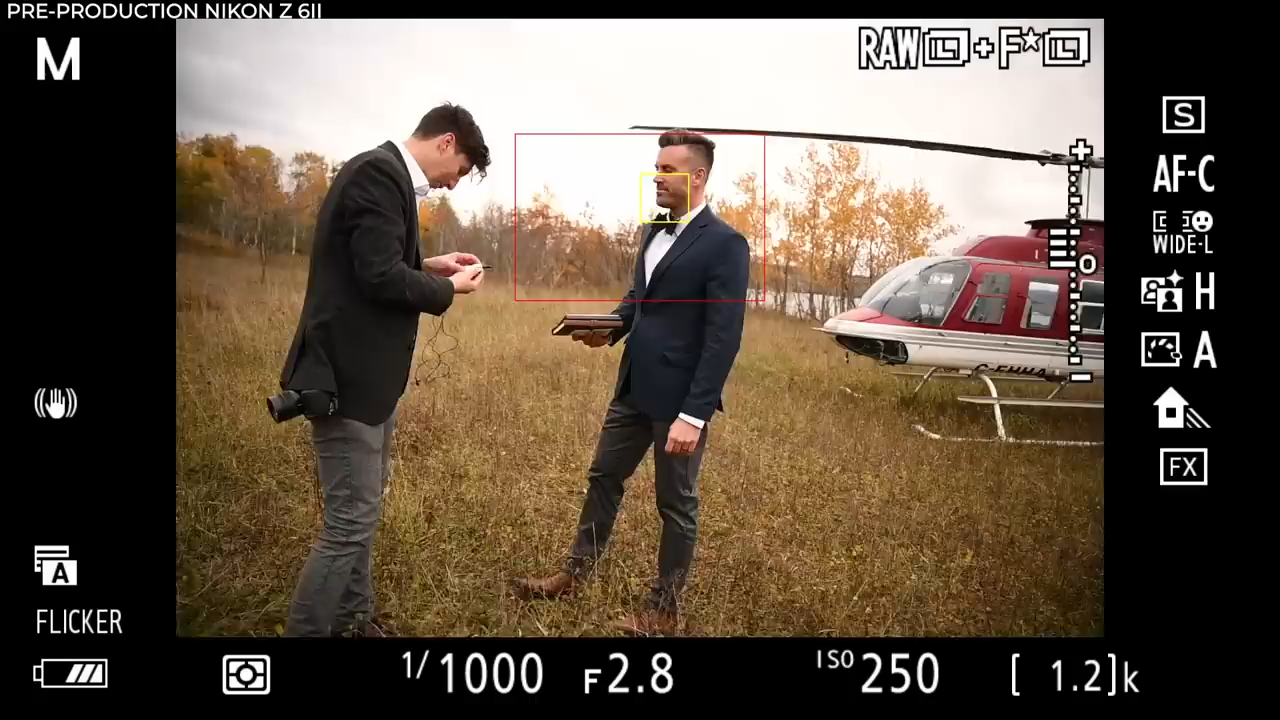 PRE-PRODUCTION NIKON Z 6II
M
RAW L + F★ L
S
AF-C
WIDE-L
H
A
FX
A
FLICKER
1/1000
F2.8
ISO 250
[ 1.2]k